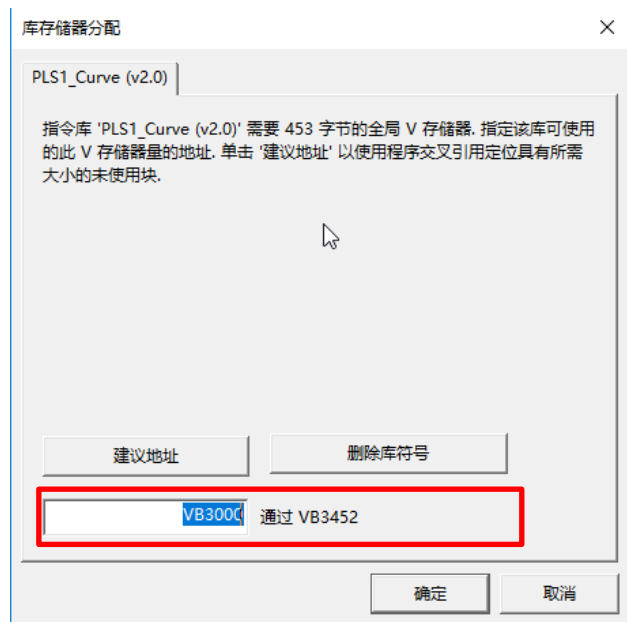 库存储器分配
PLS1_Curve (v2.0)
指令库 'PLS1_Curve (v2.0)' 需要 453 字节的全局 V 存储器. 指定该库可使用
的此 V 存储器量的地址. 单击 '建议地址' 以使用程序交叉引用定位具有所需
大小的未使用块.
建议地址 删除库符号
VB3000 通过 VB3452
确定 取消